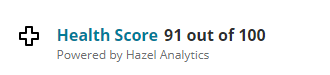 Health Score 91 out of 100
Powered by Hazel Analytics